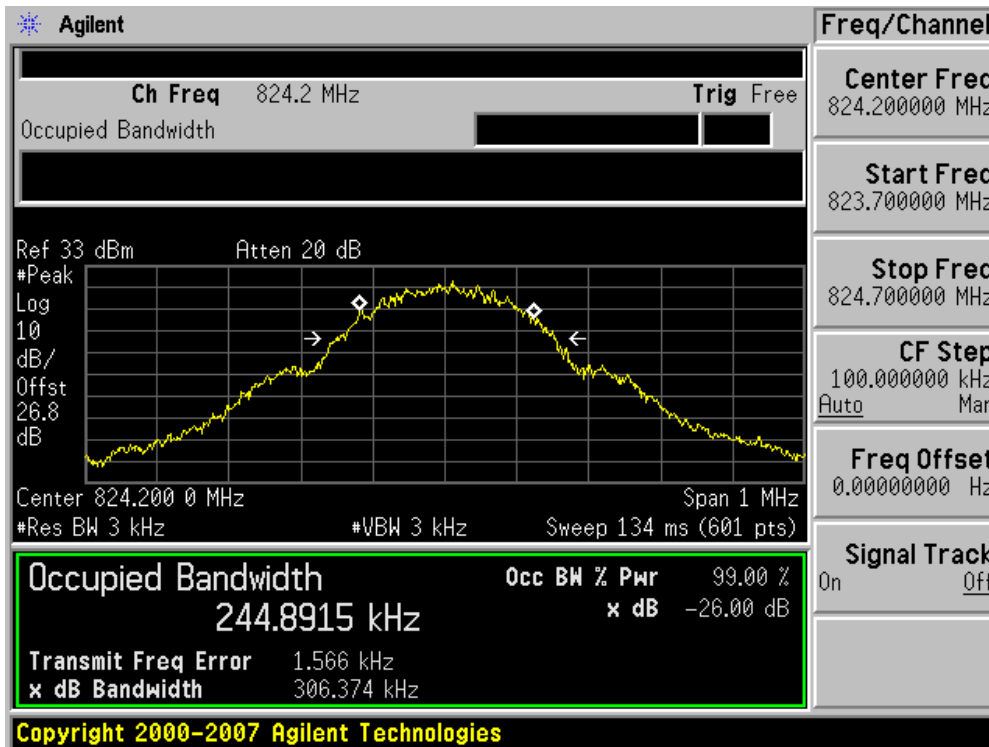 Agilent
Freq/Channel
Ch Freq 824.2 MHz Trig Free
Occupied Bandwidth
Center Freq
824.200000 MHz
Start Freq
823.700000 MHz
Stop Freq
824.700000 MHz
CF Step
100.000000 kHz
Auto Man
Freq Offset
0.00000000 Hz
Signal Track
On Off
Ref 33 dBm Atten 20 dB
#Peak
Log
10
dB/
Offst
26.8
dB
Center 824.200 0 MHz Span 1 MHz
#Res BW 3 kHz #VBW 3 kHz Sweep 134 ms (601 pts)
Occupied Bandwidth
244.8915 kHz
Occ BW % Pwr 99.00 %
x dB -26.00 dB
Transmit Freq Error 1.566 kHz
x dB Bandwidth 306.374 kHz
Copyright 2000-2007 Agilent Technologies